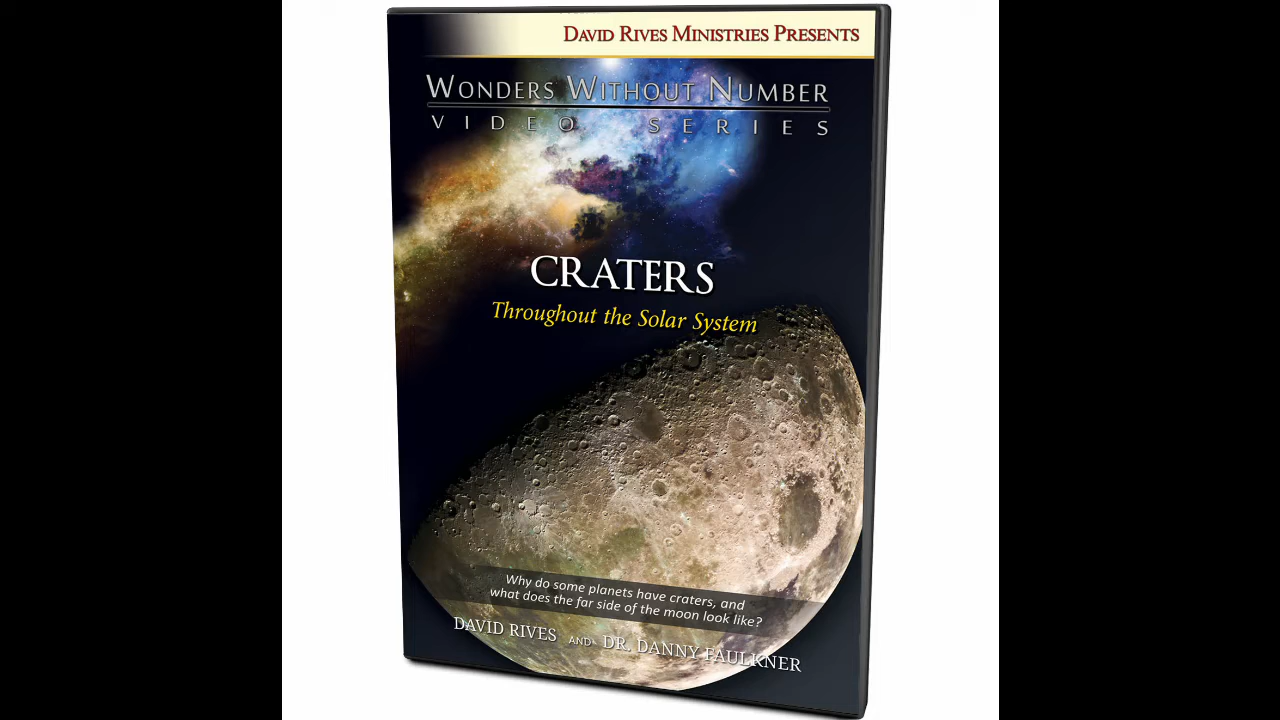 DAVID RIVES MINISTRIES PRESENTS
WONDERS WITHOUT NUMBER
VIDEO SERIES
CRATERS
Throughout the Solar System
Why do some planets have craters, and
what does the far side of the moon look like?
DAVID RIVES AND DR. DANNY FAULKNER